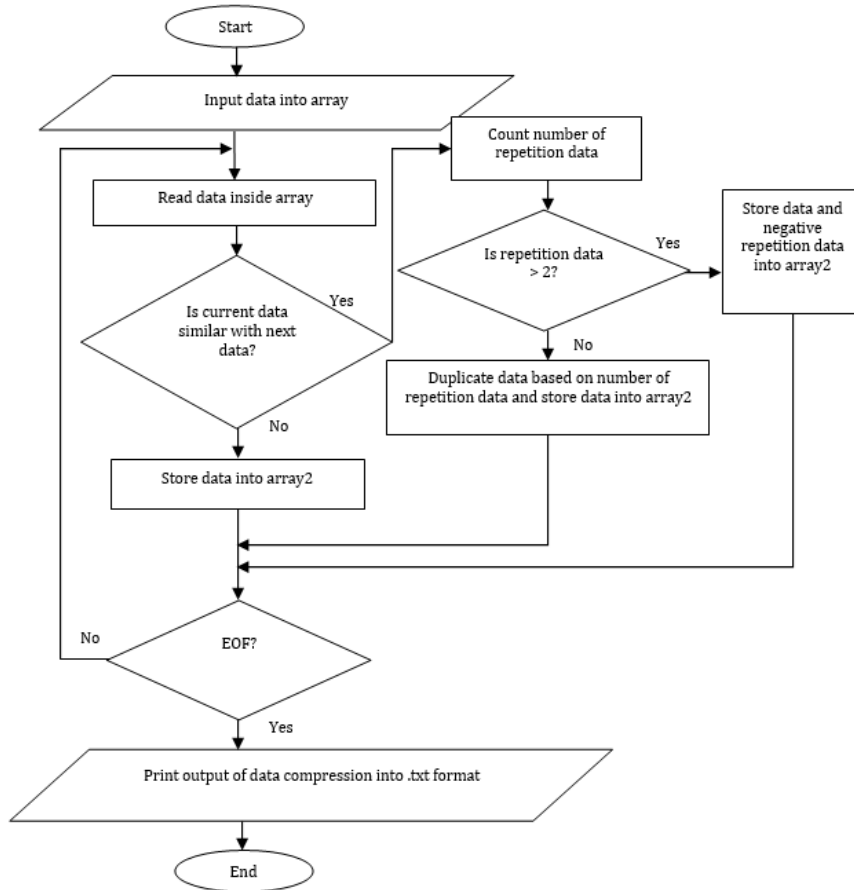 Start
Input data into array
Read data inside array
Is current data
similar with next
data?
Yes
No
Store data into array2
Count number of
repetition data
Is repetition data
> 2?
Yes
Store data and
negative
repetition data
into array2
No
Duplicate data based on number of
repetition data and store data into array2
EOF?
No
Yes
Print output of data compression into .txt format
End